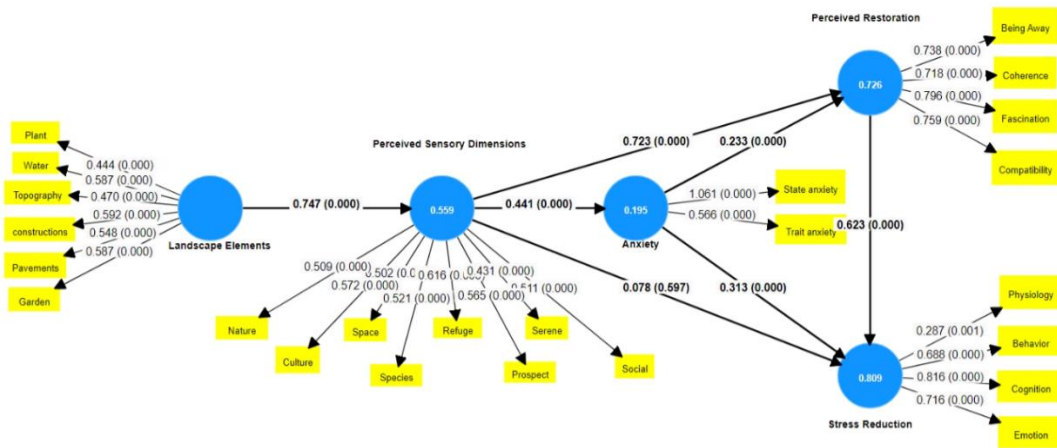 Perceived Restoration
Being Away
0.738 (0.000)
0.718 (0.000)
Coherence
0.726
0.796 (0.000)
Fascination
0.759 (0.000)
Compatibility
Plant
Perceived Sensory Dimensions
0.723 (0.000)
0.233 (0.000)
0.444 (0.000)
Water
0.587 (0.000)
Topography
0.470 (0.000)
1.061 (0.000)
State anxiety
0.747 (0.000)
0.559
0.441 (0.000)
0.195
0.592 (0.000)
constructions
0.566 (0.000)
Trait anxiety
0.548 (0.000)
0.623 (0.000)
Landscape Elements
Anxiety
Pavements
0.587 (0.000)
0.509 (0.000)
0.502 (0.0
0.616 (0.
0.431 (0.000)
0.511 (0.000)
0.572 (0.000)
0.565 (0.000)
0.521 (0.000)
0.078 (0.597)
0.313 (0.000)
Garden
Physiology
0.287 (0.001)
Nature
Space
Refuge
Serene
Behavior
0.688 (0.000)
Culture
Species
Prospect
Social
0.809
0.816 (0.000)
Cognition
0.716 (0.000)
Stress Reduction
Emotion